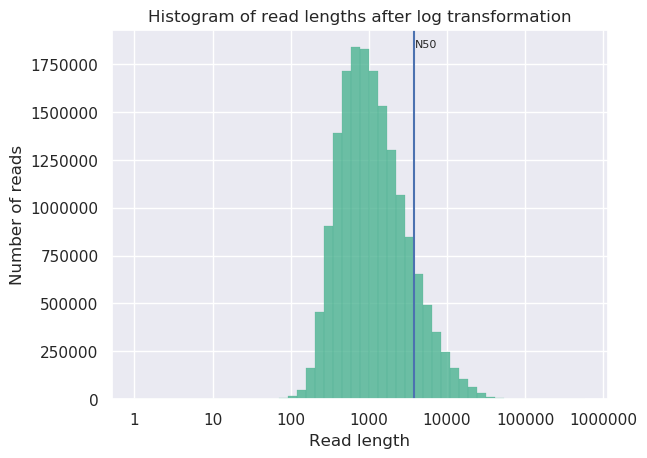 Histogram of read lengths after log transformation
N50
1750000
1500000
1250000
1000000
750000
500000
250000
0
Number of reads
1 10 100 1000 10000 100000 1000000
Read length